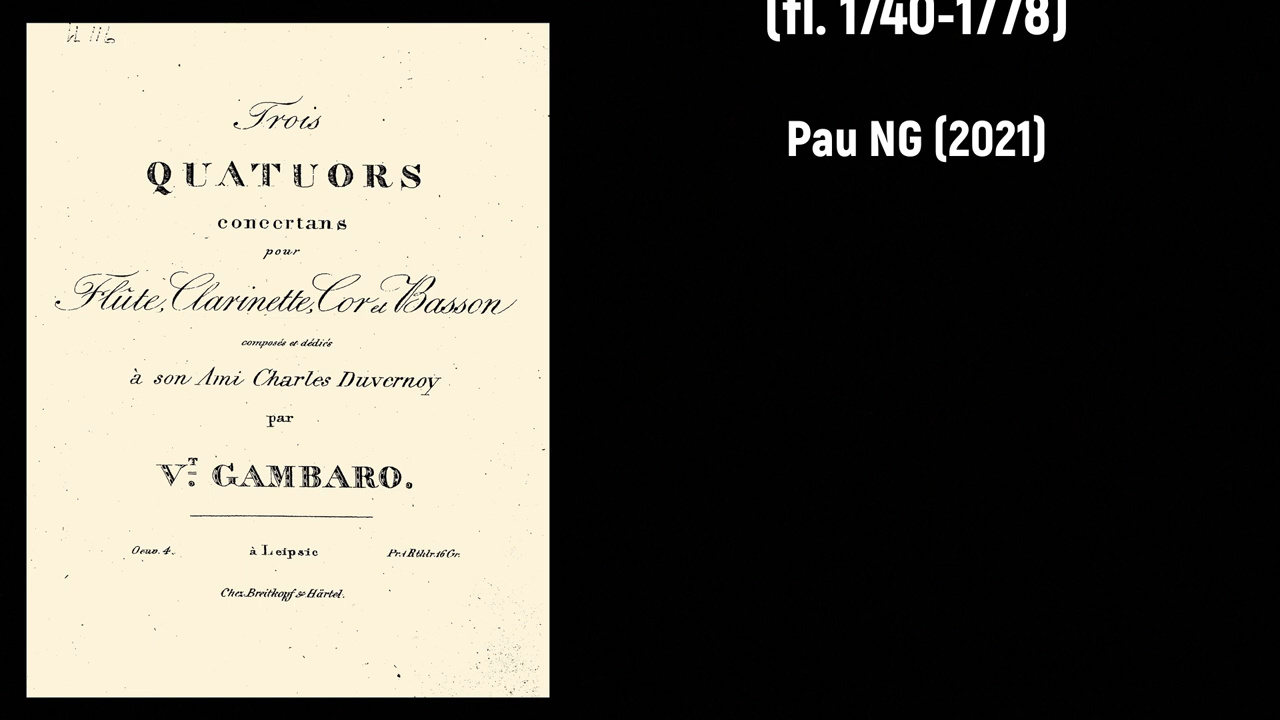 Trois
QUATUORS
concertans
pour
Flûte, Clarinette, Cor et Basson
composés et dédiés
à son Ami Charles Duvernoy
par
V.T GAMBARO.
Oeuv. 4.
à Leipsic
Pr. 1 Rthlr. 16 Gr.
Chez Breitkopf & Härtel.
(fl. 1740-1778)
Pau NG (2021)